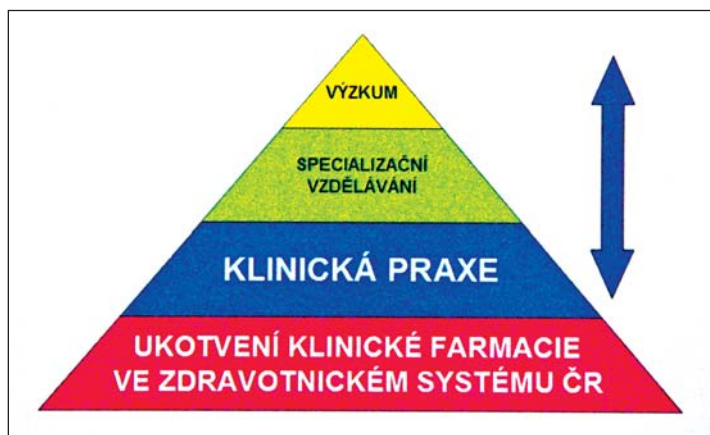 VÝZKUM
SPECIALIZAČNÍ
VZDĚLÁVÁNÍ
KLINICKÁ PRAXE
UKOTVENÍ KLINICKÉ FARMACIE
VE ZDRAVOTNICKÉM SYSTÉMU ČR